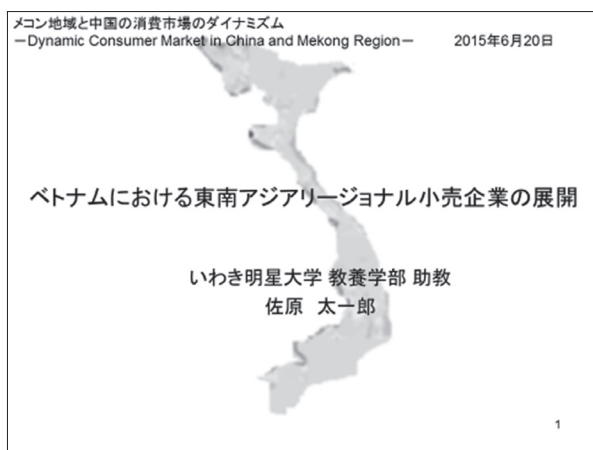 メコン地域と中国の消費市場のダイナミズム
－Dynamic Consumer Market in China and Mekong Region－ 2015年6月20日
ベトナムにおける東南アジアリージョナル小売企業の展開
いわき明星大学 教養学部 助教
佐原 太一郎
1